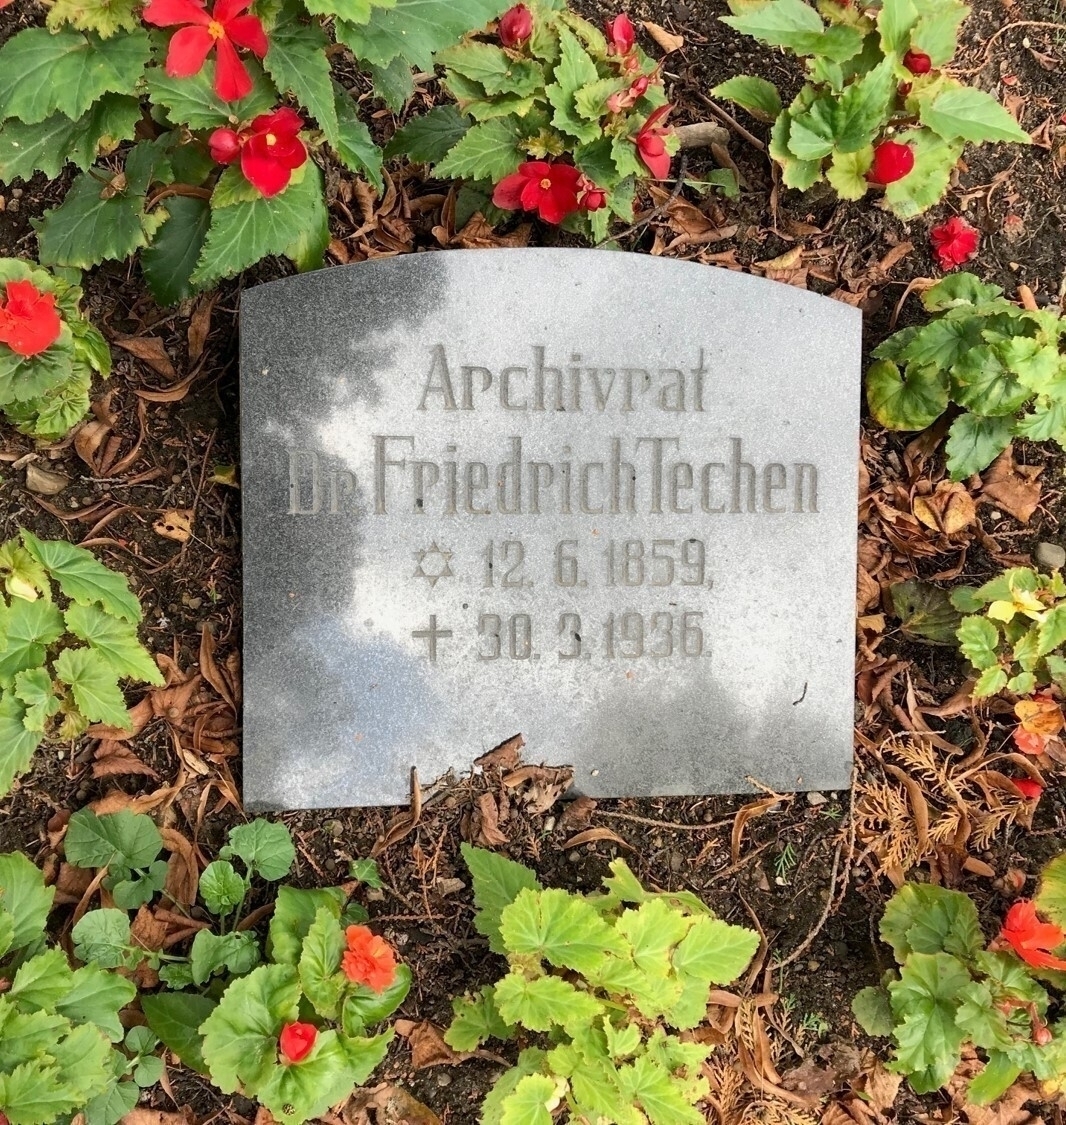 Archivrat
Dr. Friedrich Techen
✡ 12. 6. 1859,
✝ 30. 3. 1936.